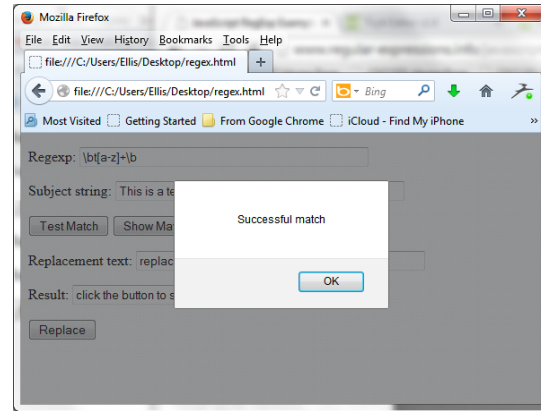 Mozilla Firefox
File Edit View History Bookmarks Tools Help
file:///C:/Users/Ellis/Desktop/regex.html +
file:///C:/Users/Ellis/Desktop/regex.html Bing
Most Visited Getting Started From Google Chrome iCloud - Find My iPhone »
Regexp: \bt[a-z]+\b
Subject string: This is a te
Test Match Show Ma
Successful match
Replacement text: replac
OK
Result: click the button to s
Replace